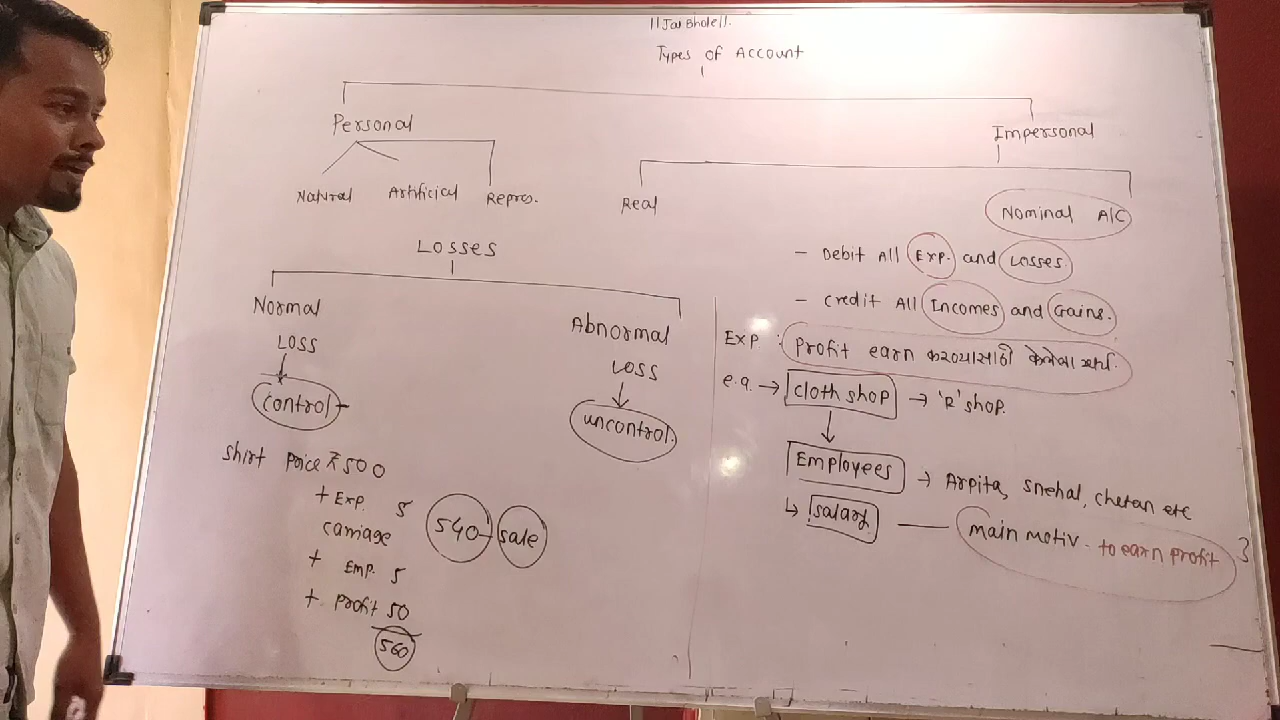 ||Jai Bhole||.
Types of Account
Personal
Impersonal
Natural Artificial Repres.
Real
Nominal A/C
- Debit All Exp. and Losses.
- Credit All Incomes and Gains.
Losses
Normal
Loss
control-
Abnormal
Loss
uncontrol.
Exp : Profit earn करण्यासाठी केलेला खर्च.
e.g. → cloth shop → 'R' shop.
Employees → Arpita, Snehal, chetan etc
↳ salary — main motiv - to earn profit
Shirt Price ₹500
+ Exp. 5
carriage
+ Emp. 5
+ Profit 50
560
540- sale